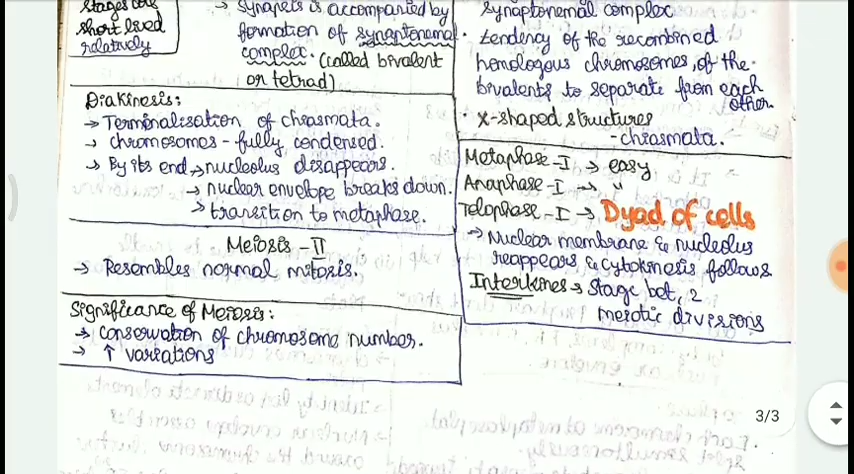 stages are
short lived
relatively
→ synapsis is accompanied by
formation of synaptonemal
complex. (called bivalent
or tetrad)
synaptonemal complex
• tendency of the recombined
homologous chromosomes, of the
bivalents to separate from each
other.
• x-shaped structures
- chiasmata.
Diakinesis:
→ Terminalisation of chiasmata.
→ chromosomes - fully condensed.
→ By its end → nucleolus disappears.
→ nuclear envelope breaks down.
→ transition to metaphase.
Meiosis - II
→ Resembles normal mitosis.
Significance of Meiosis:
→ conservation of chromosome number.
→ ↑ variations
Metaphase - I → easy
Anaphase - I → "
Telophase - I → Dyad of cells
→ Nuclear membrane & nucleolus
reappears & cytokinesis follows
Interkines → stage bet, 2
meiotic divisions
3/3